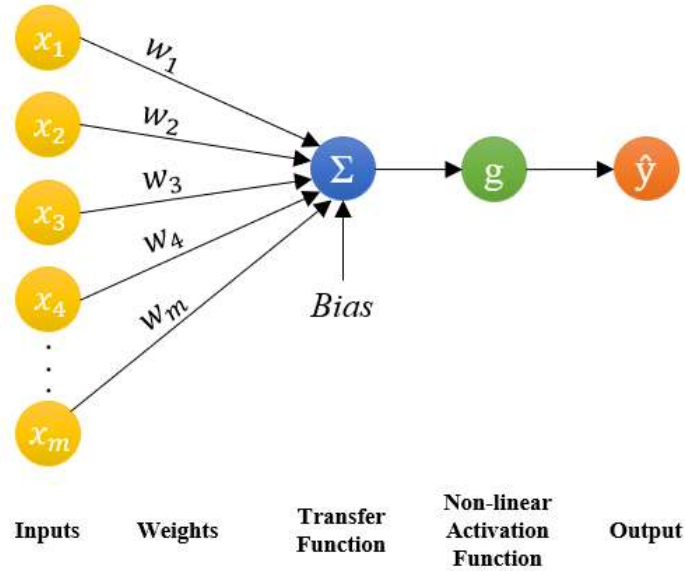 x₁
w₁
x₂
w₂
x₃
w₃
x₄
w₄
xₘ
wₘ
Σ
g
ŷ
Bias
Inputs
Weights
Transfer
Function
Non-linear
Activation
Function
Output